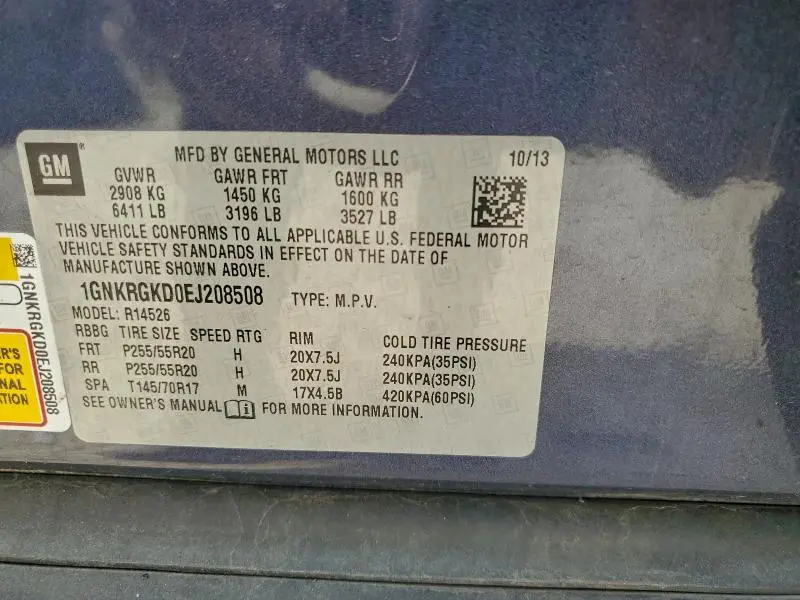 GM
MFD BY GENERAL MOTORS LLC 10/13
GVWR GAWR FRT GAWR RR
2908 KG 1450 KG 1600 KG
6411 LB 3196 LB 3527 LB
THIS VEHICLE CONFORMS TO ALL APPLICABLE U.S. FEDERAL MOTOR
VEHICLE SAFETY STANDARDS IN EFFECT ON THE DATE OF
MANUFACTURE SHOWN ABOVE.
1GNKRGKD0EJ208508 TYPE: M.P.V.
MODEL: R14526
RBBG TIRE SIZE SPEED RTG RIM COLD TIRE PRESSURE
FRT P255/55R20 H 20X7.5J 240KPA(35PSI)
RR P255/55R20 H 20X7.5J 240KPA(35PSI)
SPA T145/70R17 M 17X4.5B 420KPA(60PSI)
SEE OWNER'S MANUAL FOR MORE INFORMATION.
1GNKRGKD0EJ208508
R'S
FOR
NAL
ATION